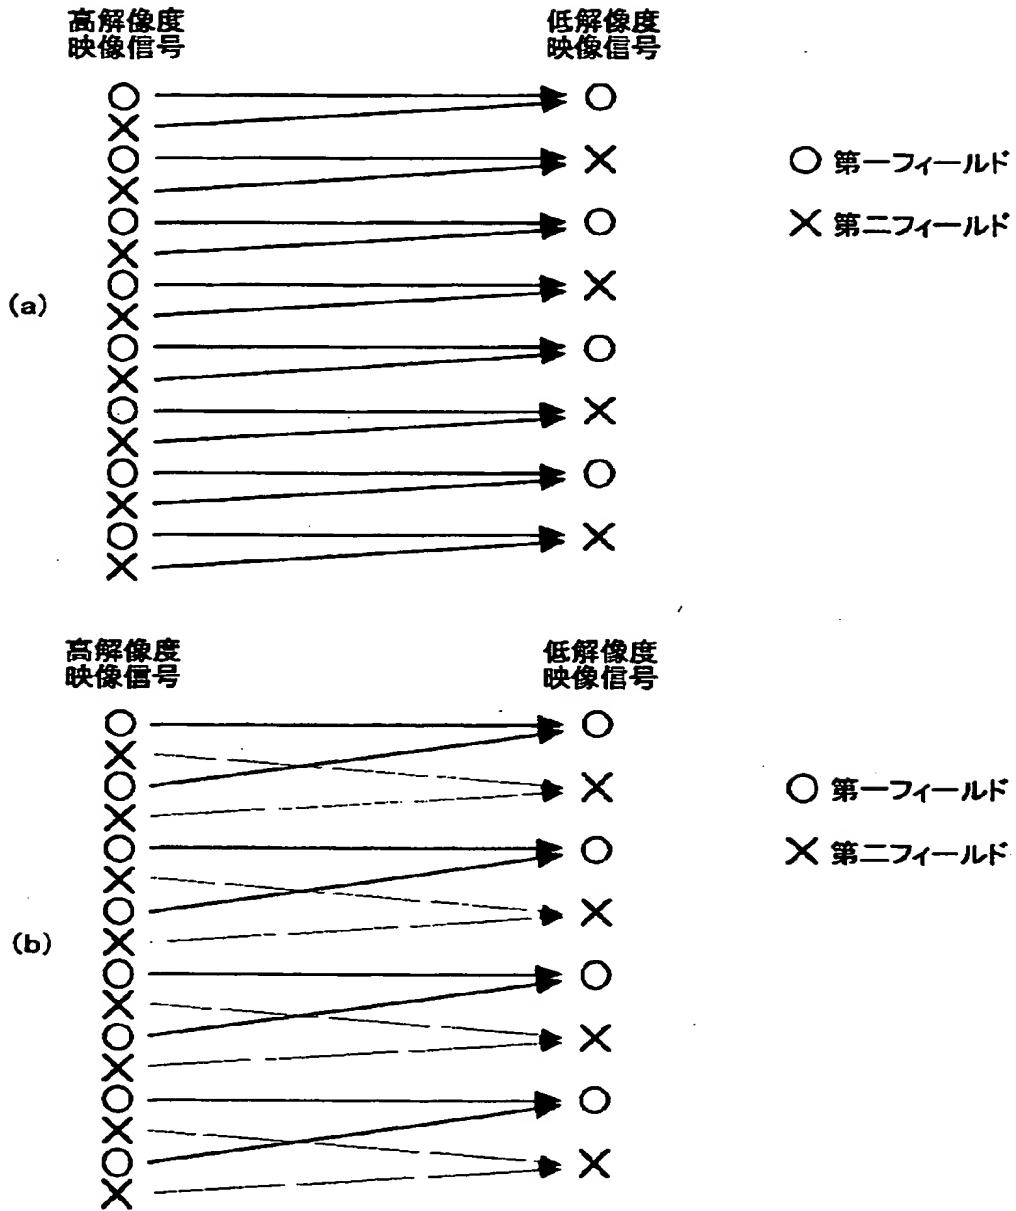 高解像度
映像信号
低解像度
映像信号
○ 第一フィールド
× 第二フィールド
(a)
高解像度
映像信号
低解像度
映像信号
○ 第一フィールド
× 第二フィールド
(b)